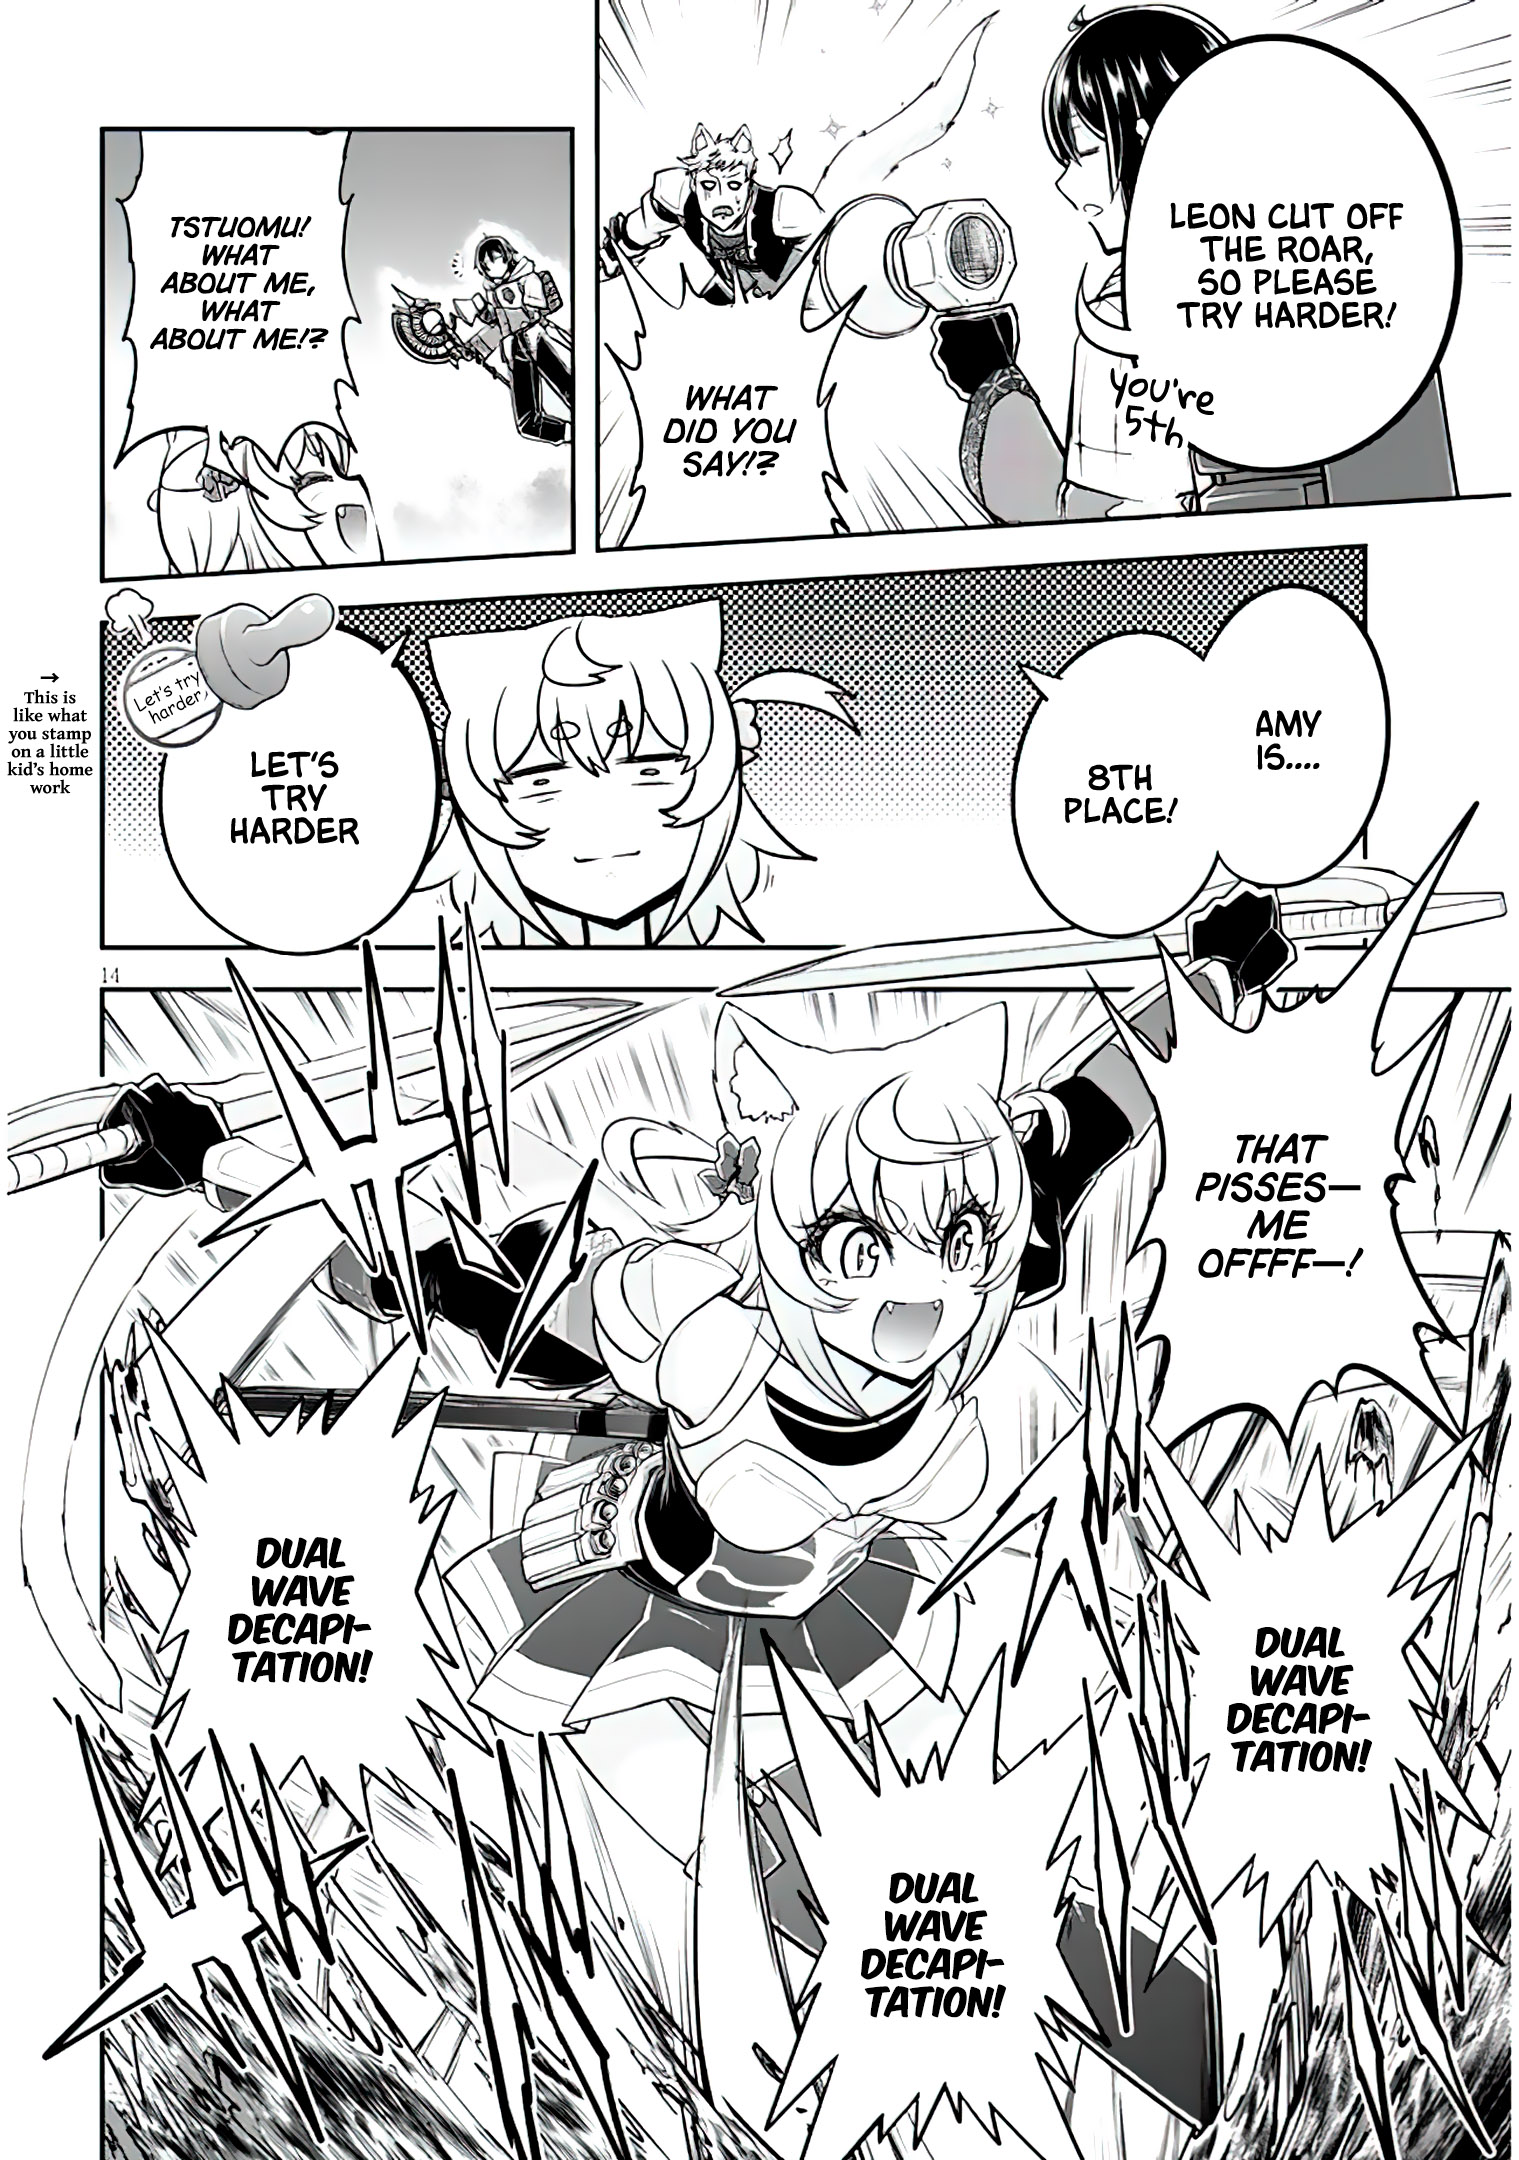 LEON CUT OFF
THE ROAR,
SO PLEASE
TRY HARDER!
You're
5th
WHAT
DID YOU
SAY!?
TSTUOMU!
WHAT
ABOUT ME,
WHAT
ABOUT ME!?
AMY
IS....
8TH
PLACE!
LET'S
TRY
HARDER
Let's try
harder
→
This is
like what
you stamp
on a little
kid's home
work
14
THAT
PISSES—
ME
OFFFF—!
DUAL
WAVE
DECAPI-
TATION!
DUAL
WAVE
DECAPI-
TATION!
DUAL
WAVE
DECAPI-
TATION!